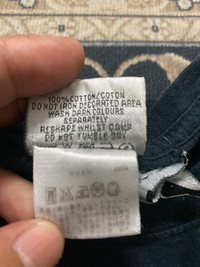 100% COTTON/COTON
DO NOT IRON DECORATED AREA
WASH DARK COLOURS
SEPARATELY
RESHAPE WHILST DAMP
DO NOT TUMBLE DRY